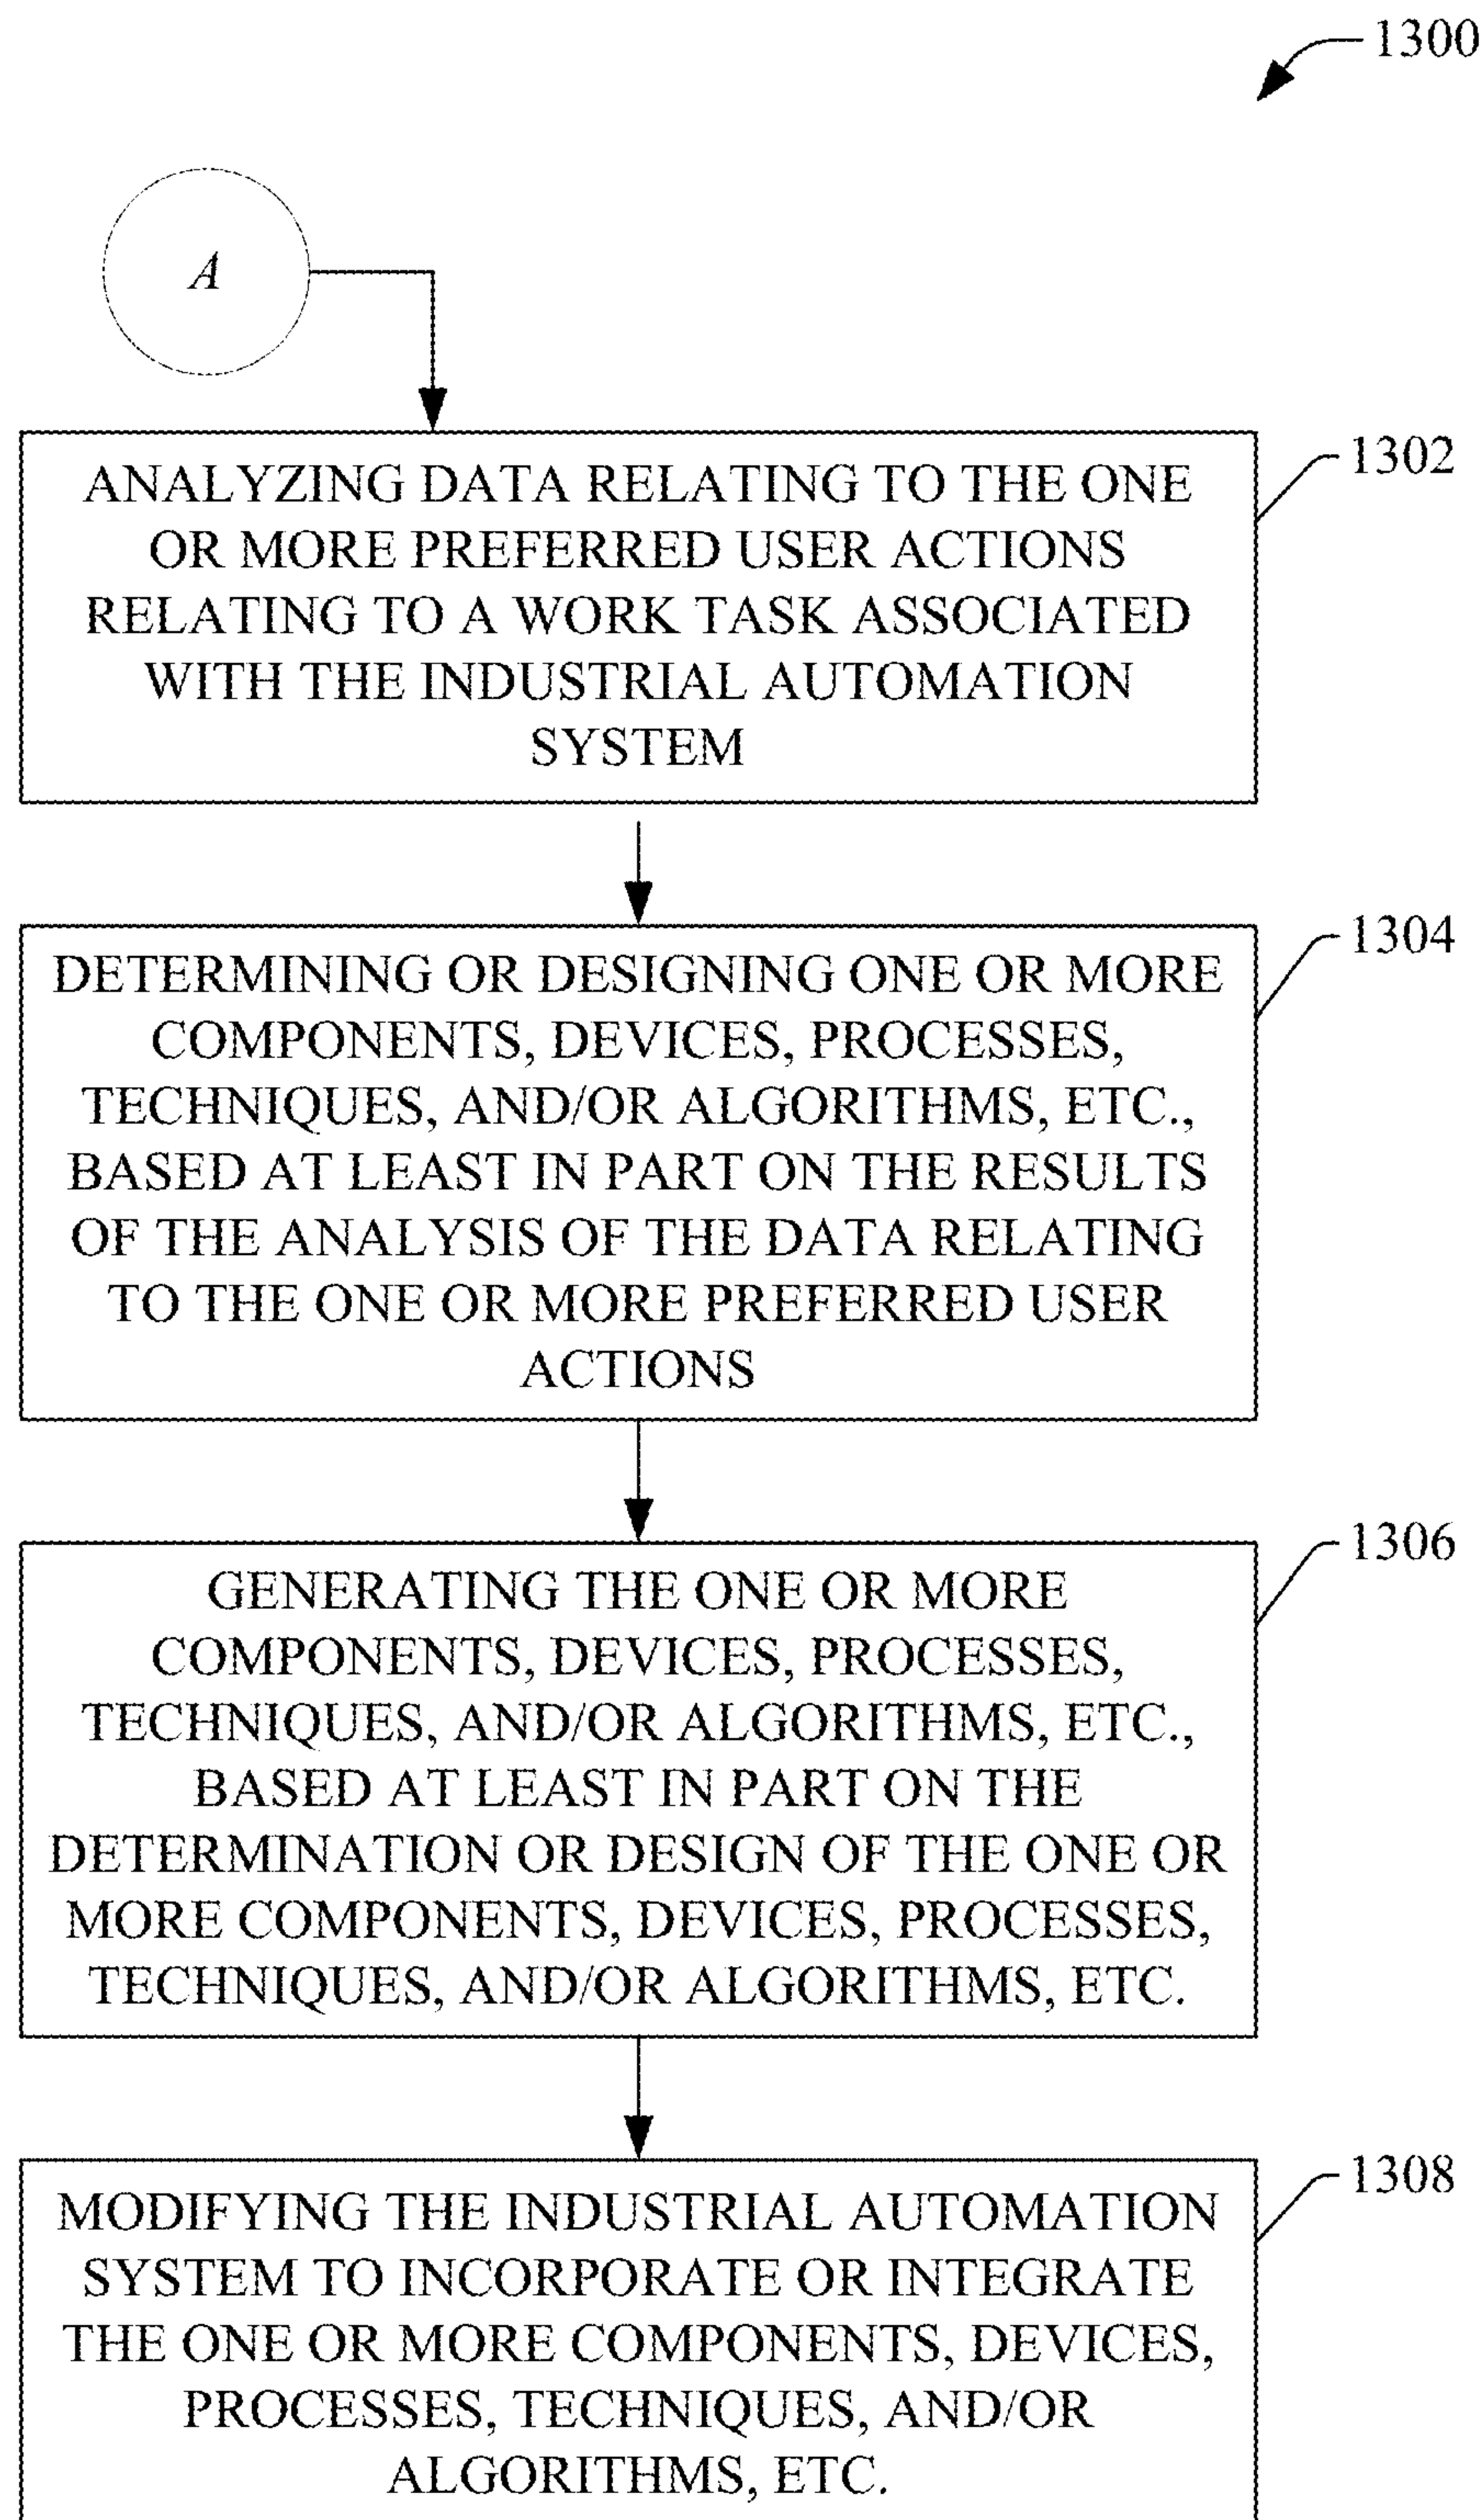 1300
A
1302
ANALYZING DATA RELATING TO THE ONE
OR MORE PREFERRED USER ACTIONS
RELATING TO A WORK TASK ASSOCIATED
WITH THE INDUSTRIAL AUTOMATION
SYSTEM
1304
DETERMINING OR DESIGNING ONE OR MORE
COMPONENTS, DEVICES, PROCESSES,
TECHNIQUES, AND/OR ALGORITHMS, ETC.,
BASED AT LEAST IN PART ON THE RESULTS
OF THE ANALYSIS OF THE DATA RELATING
TO THE ONE OR MORE PREFERRED USER
ACTIONS
1306
GENERATING THE ONE OR MORE
COMPONENTS, DEVICES, PROCESSES,
TECHNIQUES, AND/OR ALGORITHMS, ETC.,
BASED AT LEAST IN PART ON THE
DETERMINATION OR DESIGN OF THE ONE OR
MORE COMPONENTS, DEVICES, PROCESSES,
TECHNIQUES, AND/OR ALGORITHMS, ETC.
1308
MODIFYING THE INDUSTRIAL AUTOMATION
SYSTEM TO INCORPORATE OR INTEGRATE
THE ONE OR MORE COMPONENTS, DEVICES,
PROCESSES, TECHNIQUES, AND/OR
ALGORITHMS, ETC.